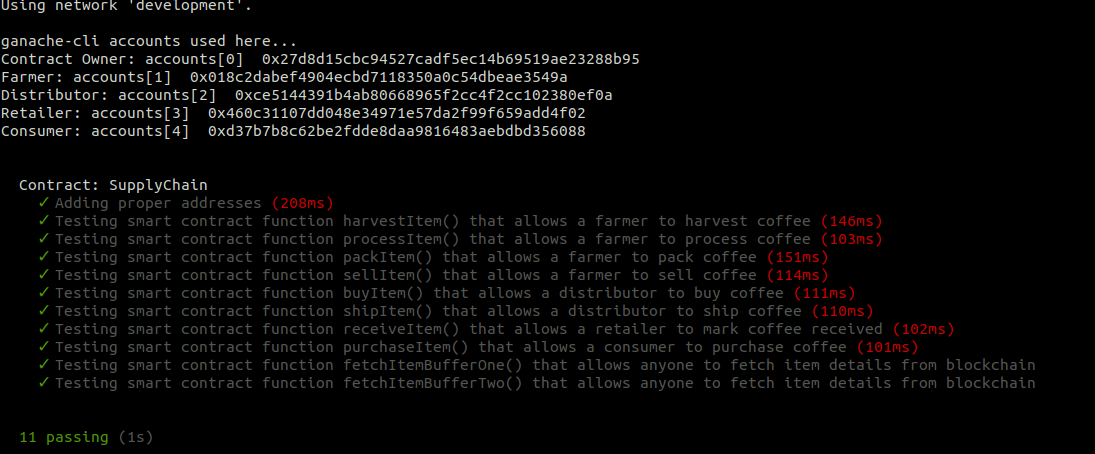 Using network 'development'.
ganache-cli accounts used here...
Contract Owner: accounts[0]  0x27d8d15cbc94527cadf5ec14b69519ae23288b95
Farmer: accounts[1]  0x018c2dabef4904ecbd7118350a0c54dbeae3549a
Distributor: accounts[2]  0xce5144391b4ab80668965f2cc4f2cc102380ef0a
Retailer: accounts[3]  0x460c31107dd048e34971e57da2f99f659add4f02
Consumer: accounts[4]  0xd37b7b8c62be2fdde8daa9816483aebdbd356088
Contract: SupplyChain
✓ Adding proper addresses (208ms)
✓ Testing smart contract function harvestItem() that allows a farmer to harvest coffee (146ms)
✓ Testing smart contract function processItem() that allows a farmer to process coffee (103ms)
✓ Testing smart contract function packItem() that allows a farmer to pack coffee (151ms)
✓ Testing smart contract function sellItem() that allows a farmer to sell coffee (114ms)
✓ Testing smart contract function buyItem() that allows a distributor to buy coffee (111ms)
✓ Testing smart contract function shipItem() that allows a distributor to ship coffee (110ms)
✓ Testing smart contract function receiveItem() that allows a retailer to mark coffee received (102ms)
✓ Testing smart contract function purchaseItem() that allows a consumer to purchase coffee (101ms)
✓ Testing smart contract function fetchItemBufferOne() that allows anyone to fetch item details from blockchain
✓ Testing smart contract function fetchItemBufferTwo() that allows anyone to fetch item details from blockchain
11 passing (1s)